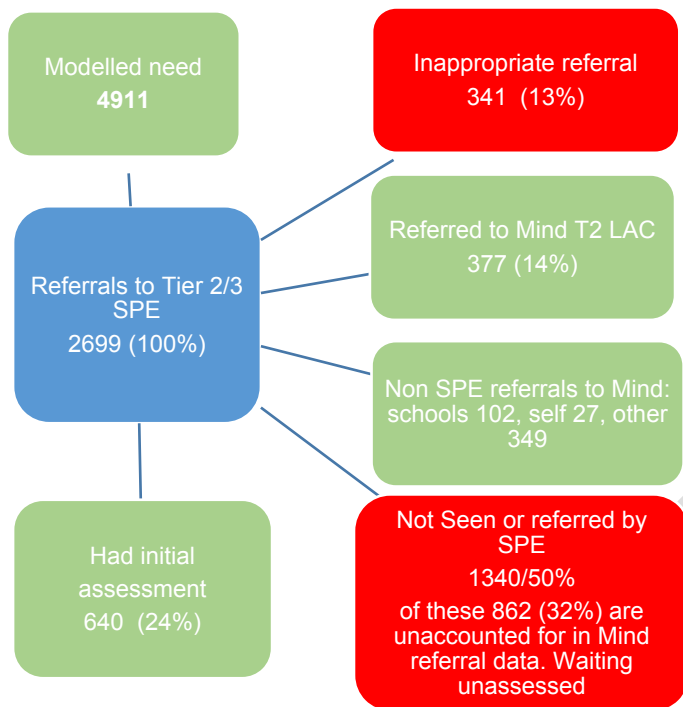 Modelled need
4911
Inappropriate referral
341 (13%)
Referrals to Tier 2/3
SPE
2699 (100%)
Referred to Mind T2 LAC
377 (14%)
Non SPE referrals to Mind:
schools 102, self 27, other
349
Had initial
assessment
640 (24%)
Not Seen or referred by
SPE
1340/50%
of these 862 (32%) are
unaccounted for in Mind
referral data. Waiting
unassessed